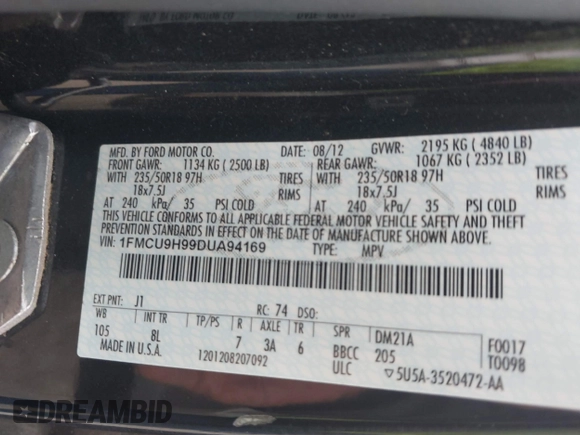 MFD. BY FORD MOTOR CO. DATE: 08/12 GVWR: 2195 KG ( 4840 LB)
FRONT GAWR: 1134 KG ( 2500 LB) REAR GAWR: 1067 KG ( 2352 LB)
WITH 235/50R18 97H TIRES WITH 235/50R18 97H TIRES
18x7.5J RIMS 18x7.5J RIMS
AT 240 kPa/ 35 PSI COLD AT 240 kPa/ 35 PSI COLD
THIS VEHICLE CONFORMS TO ALL APPLICABLE FEDERAL MOTOR VEHICLE SAFETY AND THEFT
PREVENTION STANDARDS IN EFFECT ON THE DATE OF MANUFACTURE SHOWN ABOVE.
VIN: 1FMCU9H99DUA94169 TYPE: MPV
EXT PNT: J1 RC: 74 DSO:
WB INT TR TP/PS R AXLE TR SPR DM21A F0017
105 8L 7 3A 6 BBCC 205 T0098
MADE IN U.S.A. 1201208207092 ULC ▽5U5A-3520472-AA
DREAMBID